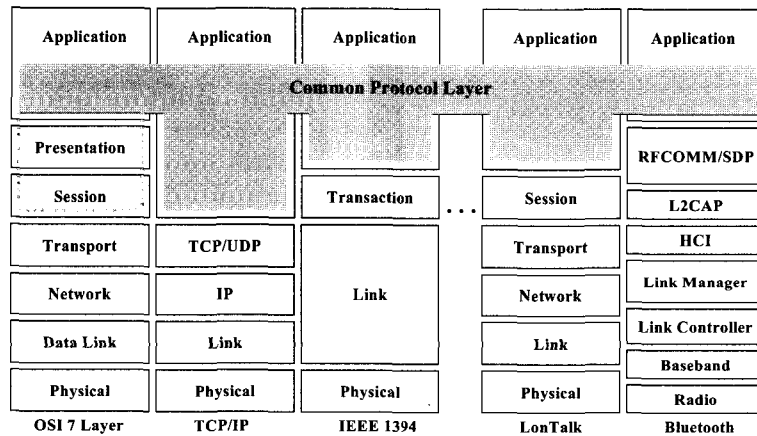 Application
Application
Application
Application
Application
Common Protocol Layer
Presentation
RFCOMM/SDP
Session
Transaction
...
Session
L2CAP
Transport
TCP/UDP
Link
Transport
HCI
Network
IP
Network
Link Manager
Data Link
Link
Link
Link Controller
Baseband
Physical
Physical
Physical
Physical
Radio
OSI 7 Layer
TCP/IP
IEEE 1394
LonTalk
Bluetooth